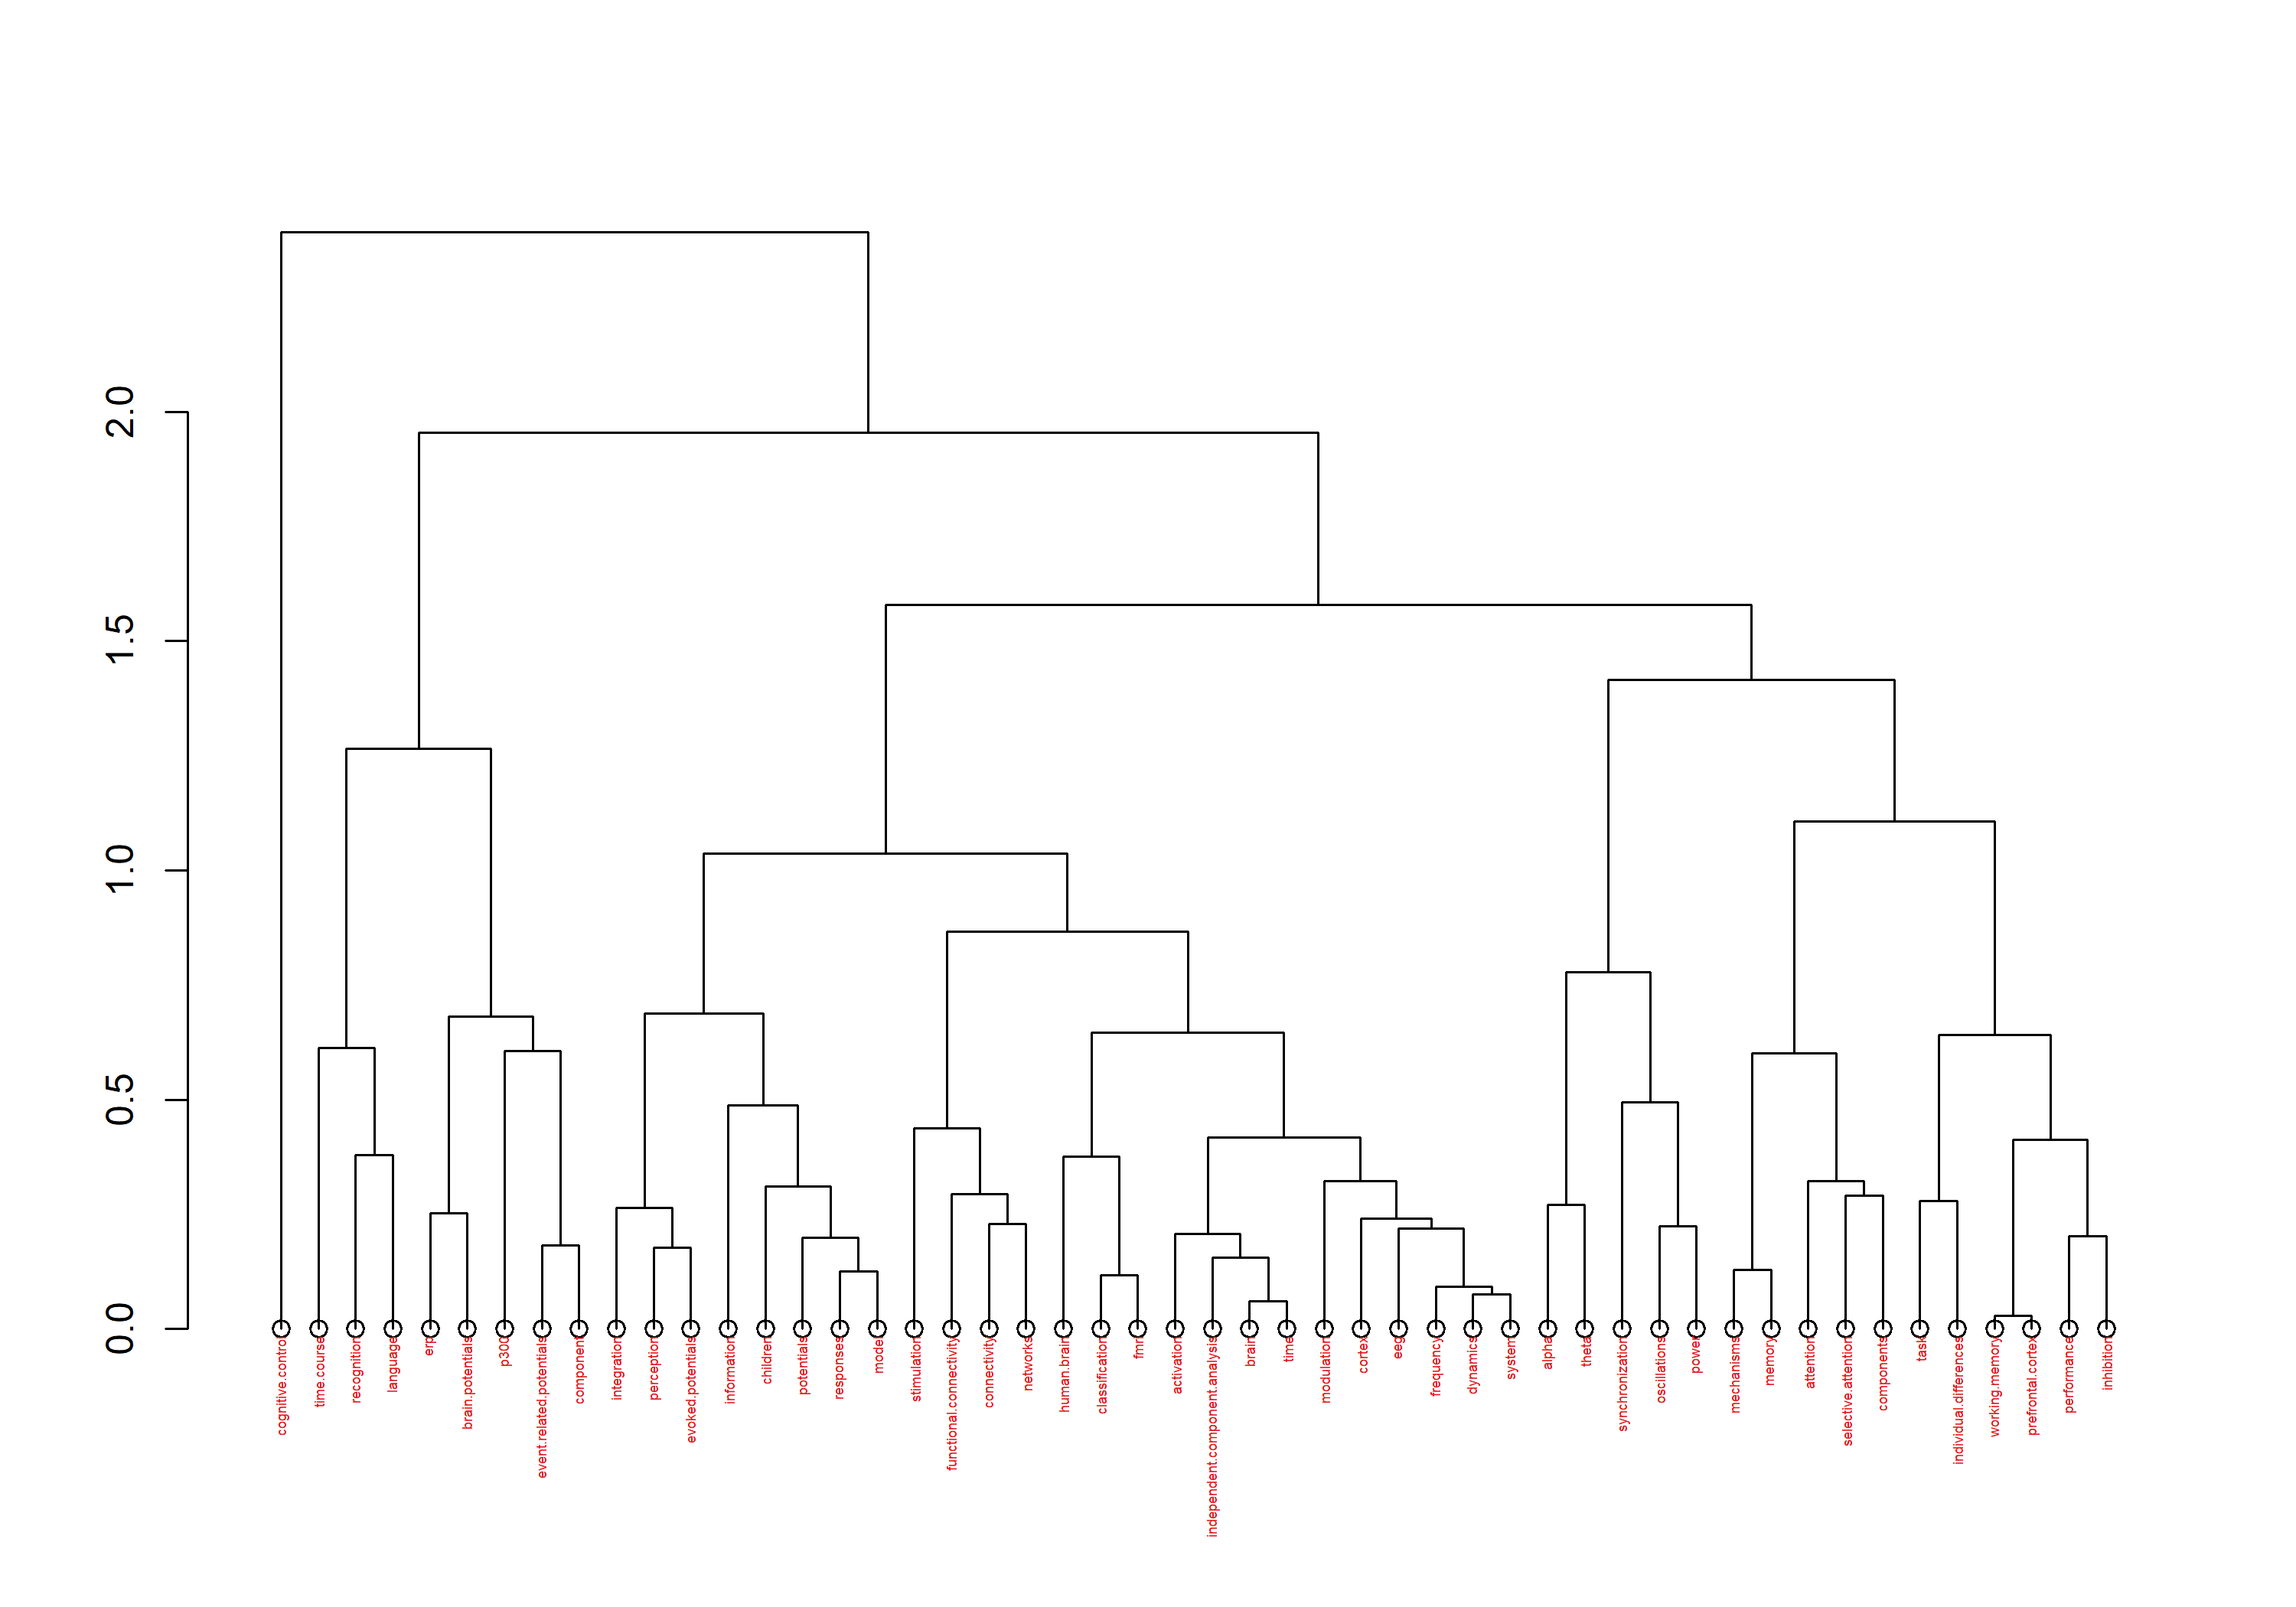 2.0
1.5
1.0
0.5
0.0
cognitive.control
time.course
recognition
language
erp
brain.potentials
p300
event.related.potentials
component
integration
perception
evoked.potentials
information
children
potentials
responses
model
stimulation
functional.connectivity
connectivity
networks
human.brain
classification
fmri
activation
independent.component.analysis
brain
time
modulation
cortex
eeg
frequency
dynamics
system
alpha
theta
synchronization
oscillations
power
mechanisms
memory
attention
selective.attention
components
task
individual.differences
working.memory
prefrontal.cortex
performance
inhibition